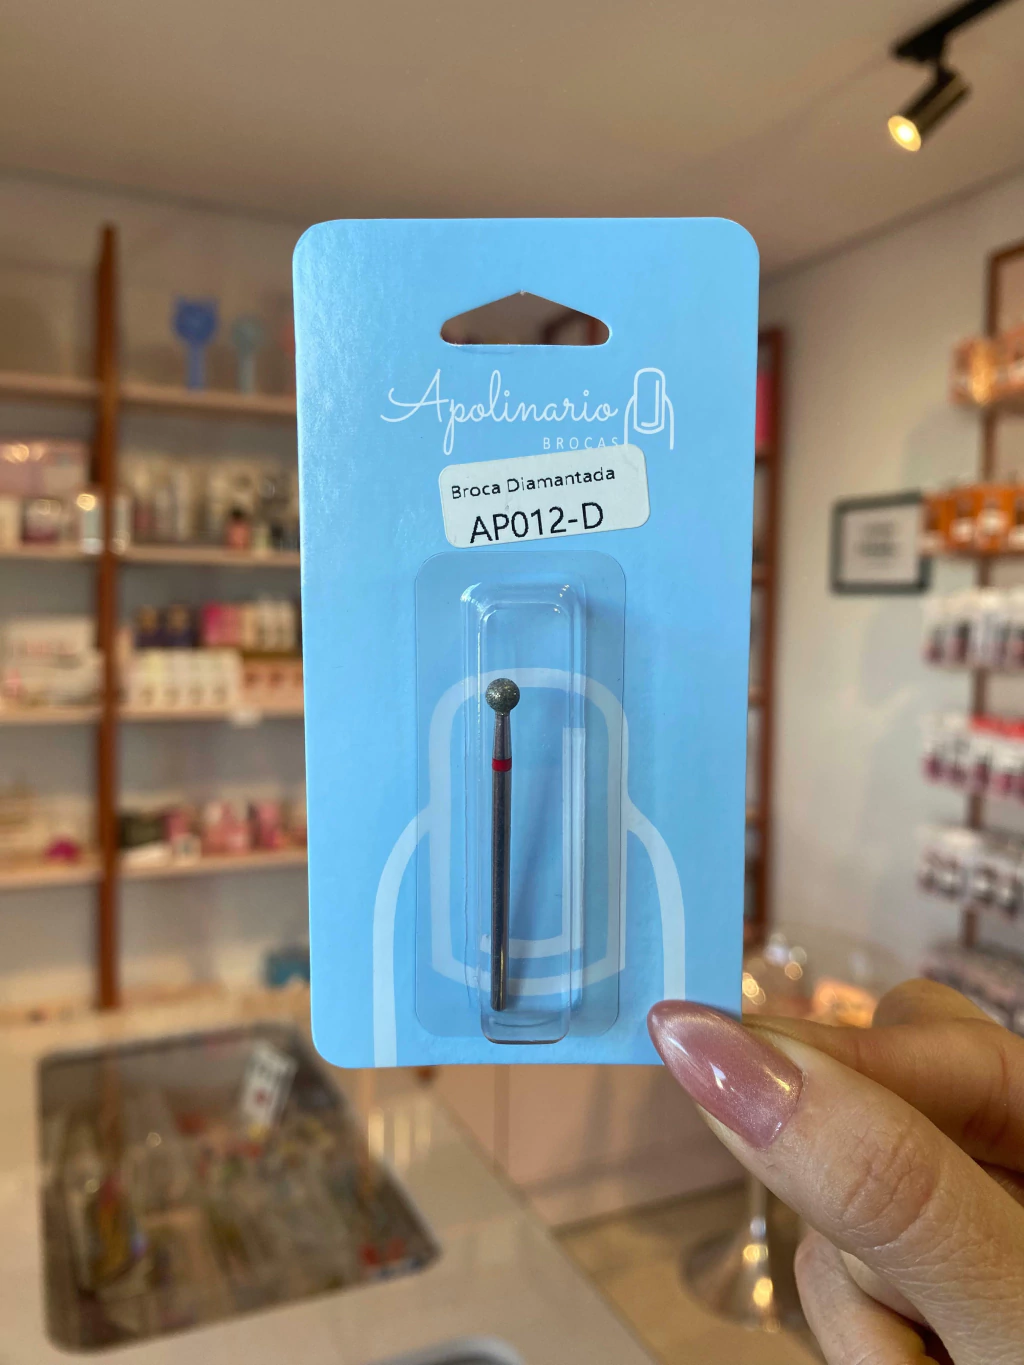 Apolinario
BROCAS
Broca Diamantada
AP012-D